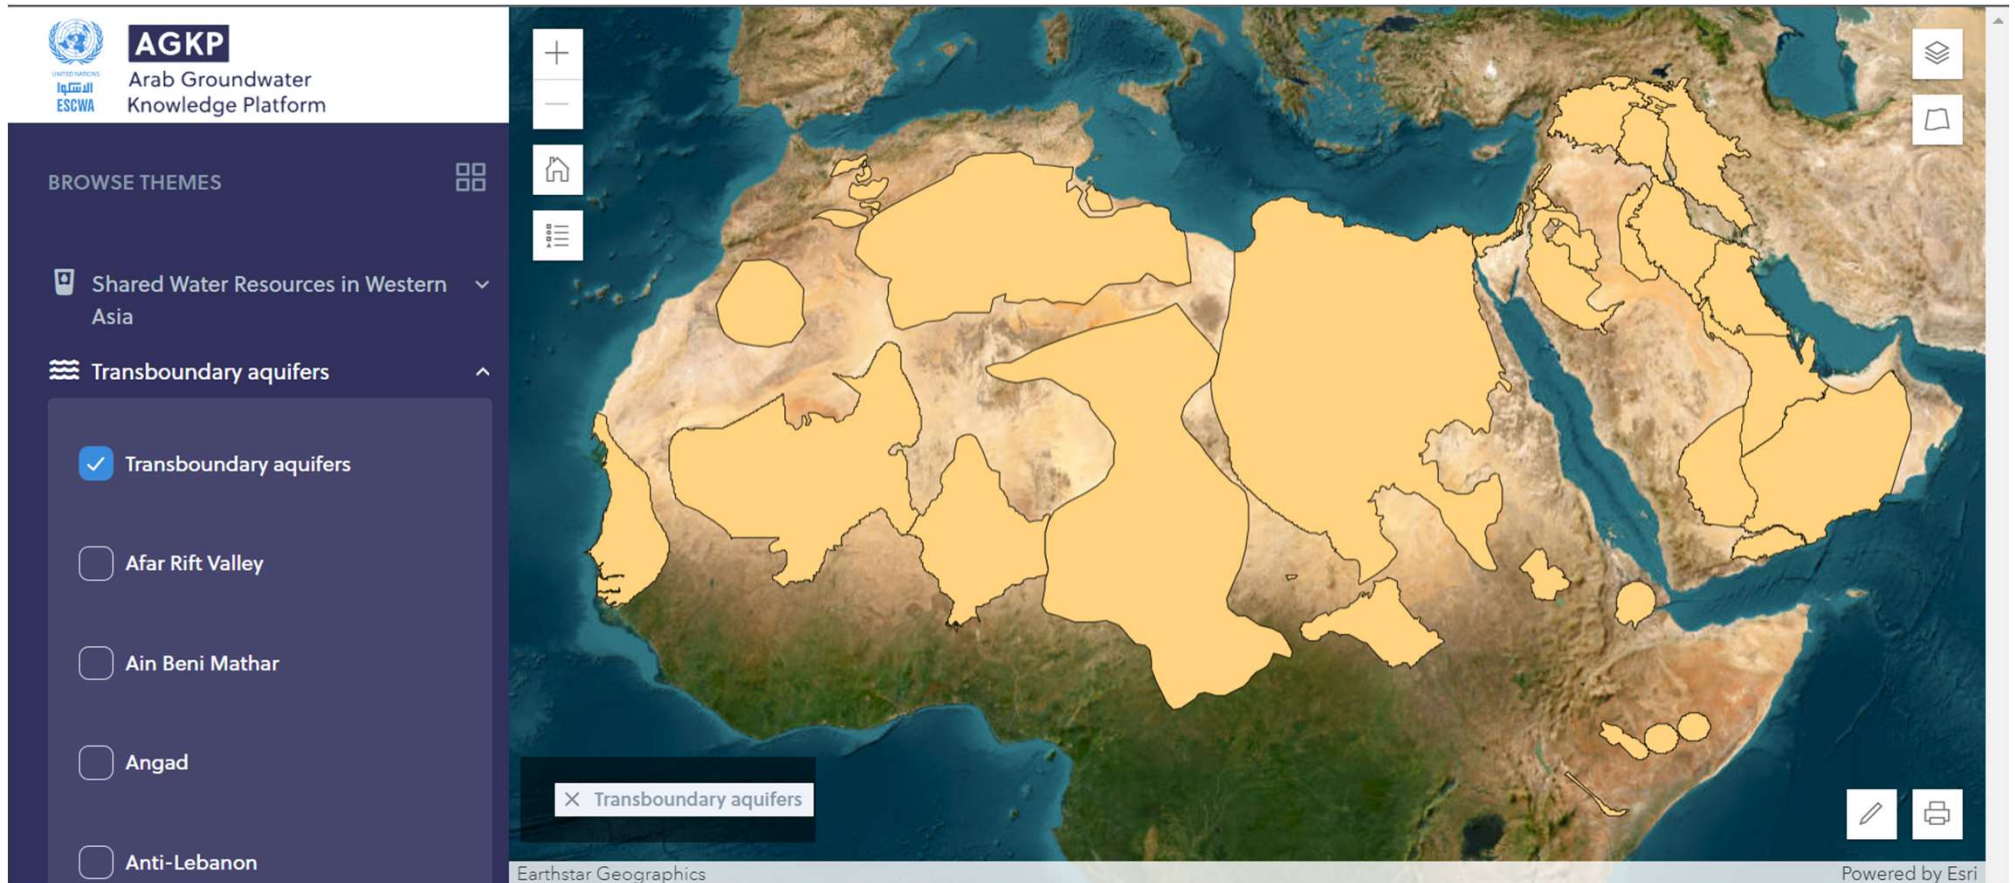 UNITED NATIONS
الإسكوا
ESCWA
AGKP
Arab Groundwater
Knowledge Platform
BROWSE THEMES
Shared Water Resources in Western
Asia
Transboundary aquifers
Transboundary aquifers
Afar Rift Valley
Ain Beni Mathar
Angad
Anti-Lebanon
Transboundary aquifers
Earthstar Geographics
Powered by Esri